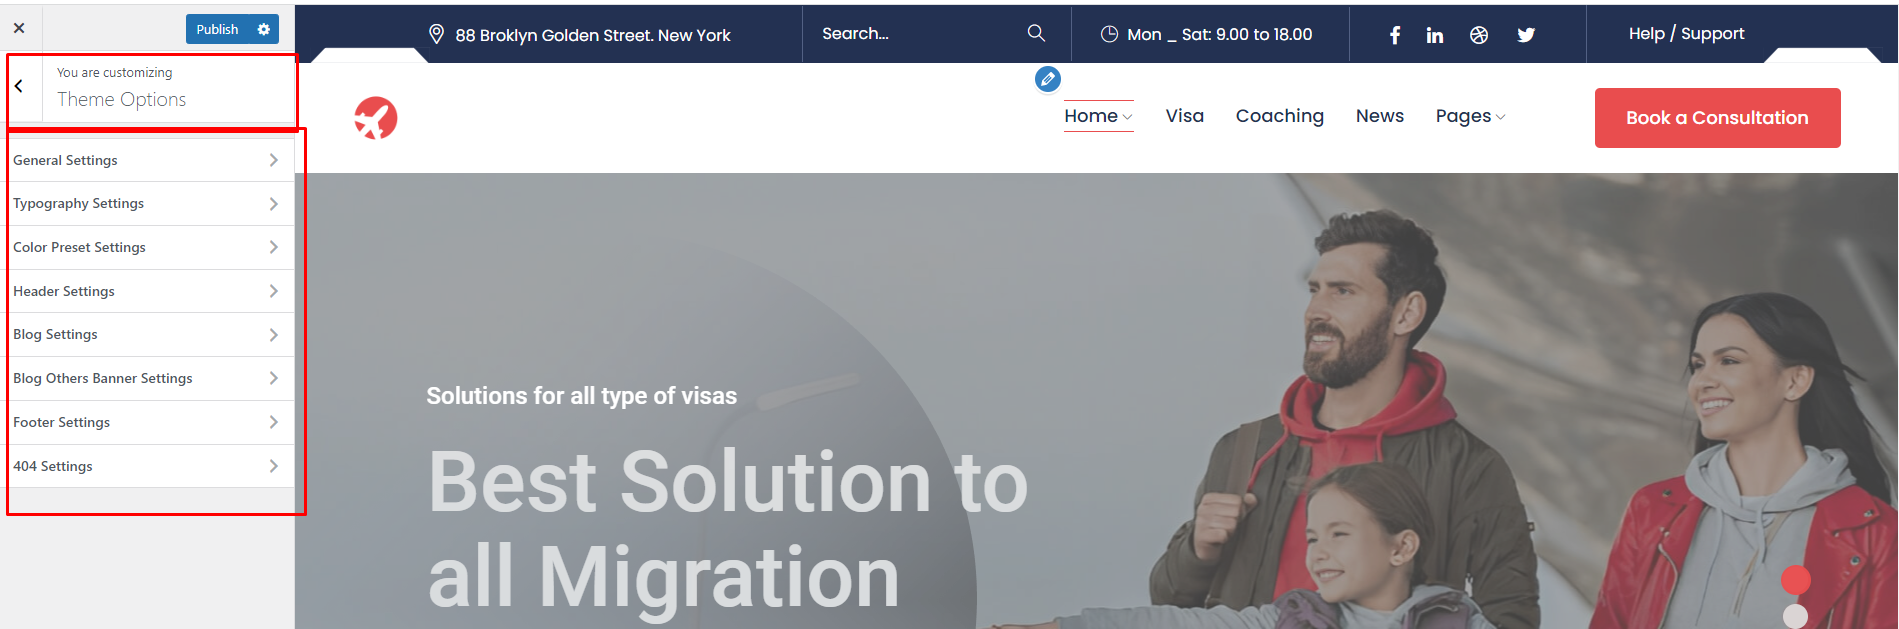 Publish
You are customizing
Theme Options
General Settings
Typography Settings
Color Preset Settings
Header Settings
Blog Settings
Blog Others Banner Settings
Footer Settings
404 Settings
88 Broklyn Golden Street. New York
Search...
Mon _ Sat: 9.00 to 18.00
Help / Support
Home
Visa
Coaching
News
Pages
Book a Consultation
Solutions for all type of visas
Best Solution to
all Migration